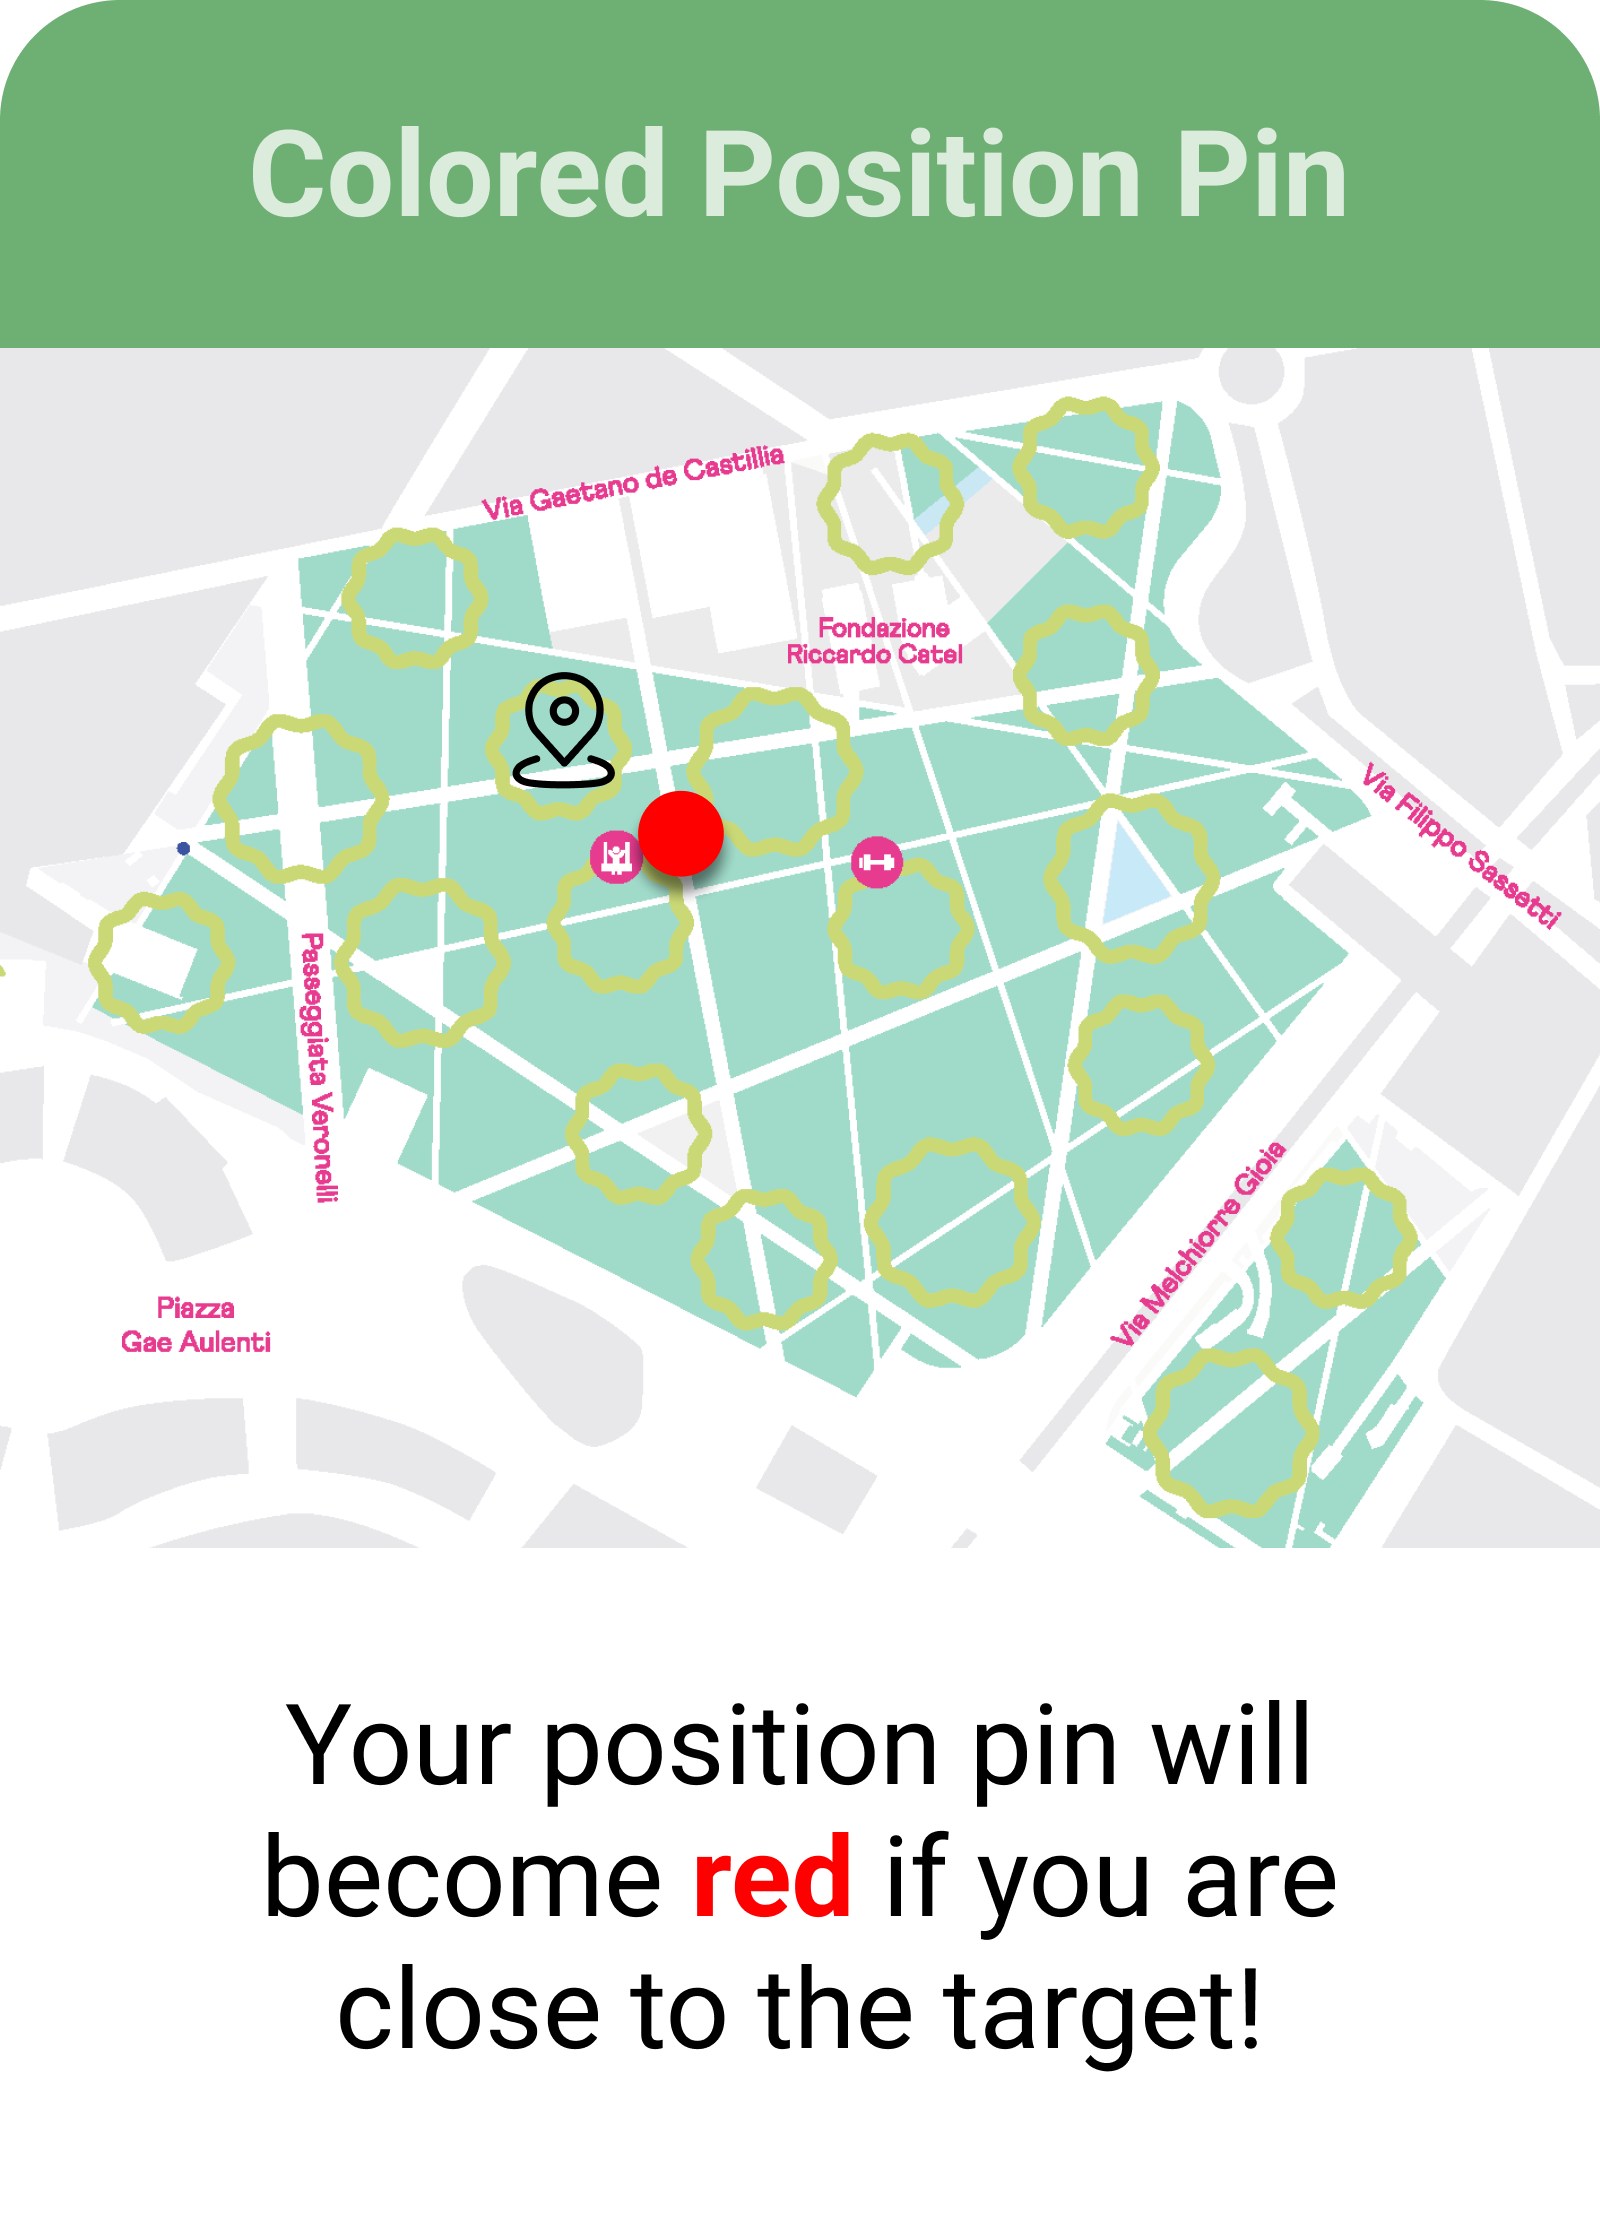 Colored Position Pin
Via Gaetano de Castillia
Fondazione
Riccardo Catel
Via Filippo Sassetti
Passeggiata Veronelli
Via Melchiorre Gioia
Piazza
Gae Aulenti
Your position pin will
become red if you are
close to the target!